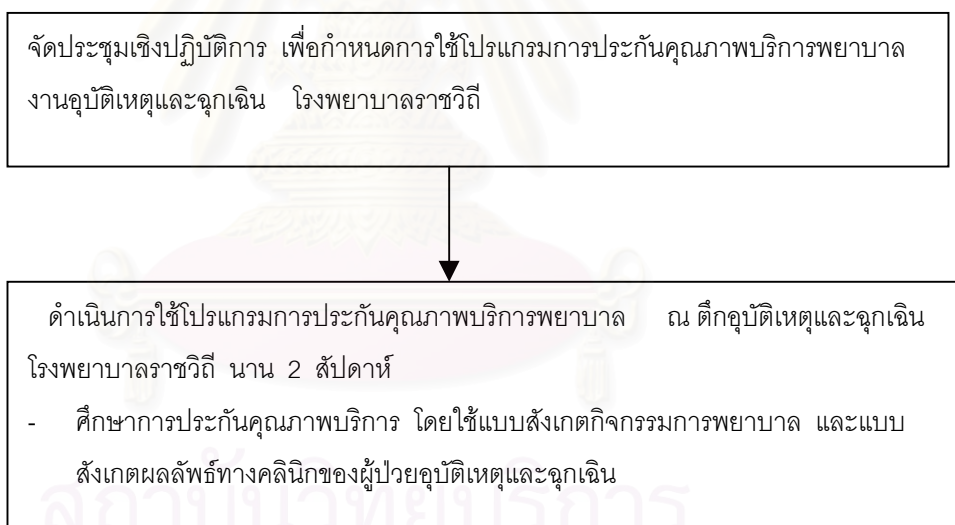 จัดประชุมเชิงปฏิบัติการ เพื่อกำหนดการใช้โปรแกรมการประกันคุณภาพบริการพยาบาล
งานอุบัติเหตุและฉุกเฉิน โรงพยาบาลราชวิถี
ดำเนินการใช้โปรแกรมการประกันคุณภาพบริการพยาบาล ณ ตึกอุบัติเหตุและฉุกเฉิน
โรงพยาบาลราชวิถี นาน 2 สัปดาห์
- ศึกษาการประกันคุณภาพบริการ โดยใช้แบบสังเกตกิจกรรมการพยาบาล และแบบ
สังเกตผลลัพธ์ทางคลินิกของผู้ป่วยอุบัติเหตุและฉุกเฉิน
สถาบันวิทยบริการ